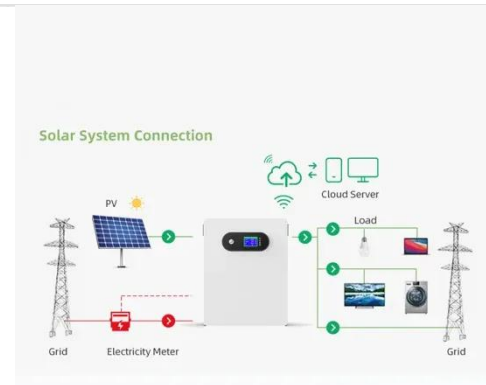 Solar System Connection
Cloud Server
PV
Load
Grid
Electricity Meter
Grid